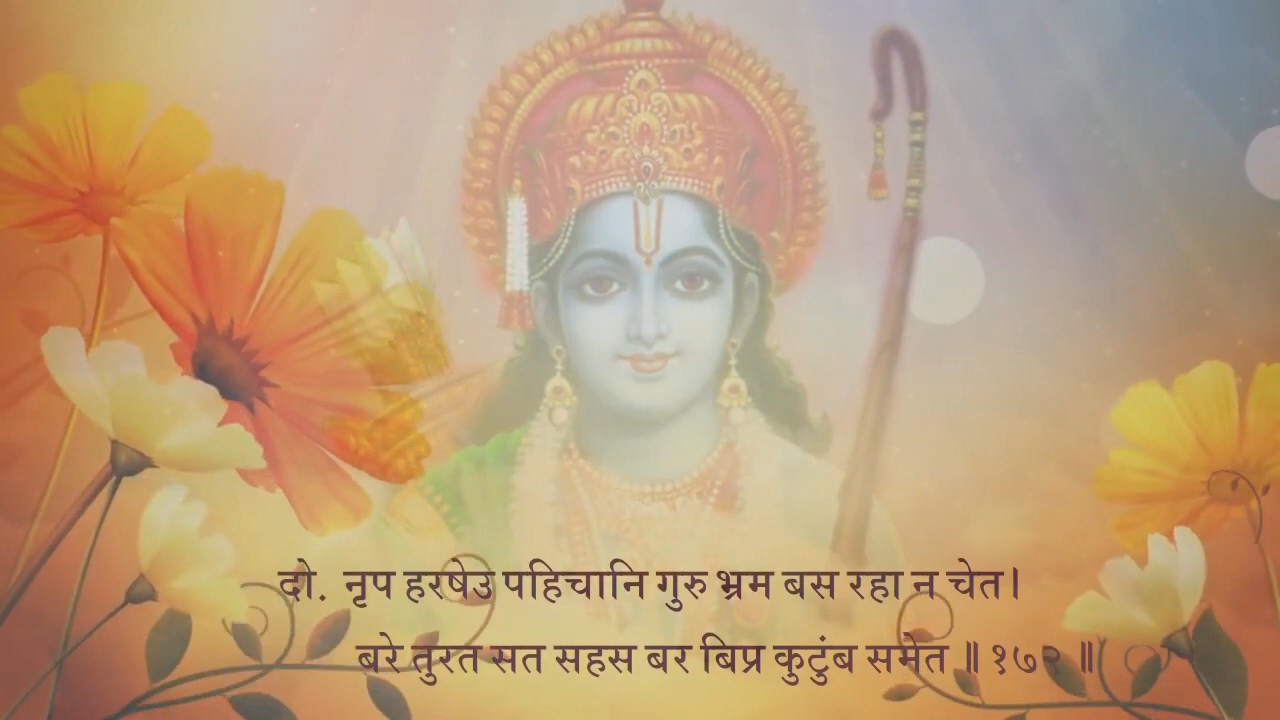 दो. नृप हरषेउ पहिचानि गुरु भ्रम बस रहा न चेत।
बरे तुरत सत सहस बर बिप्र कुटुंब समेत ॥ १७२ ॥